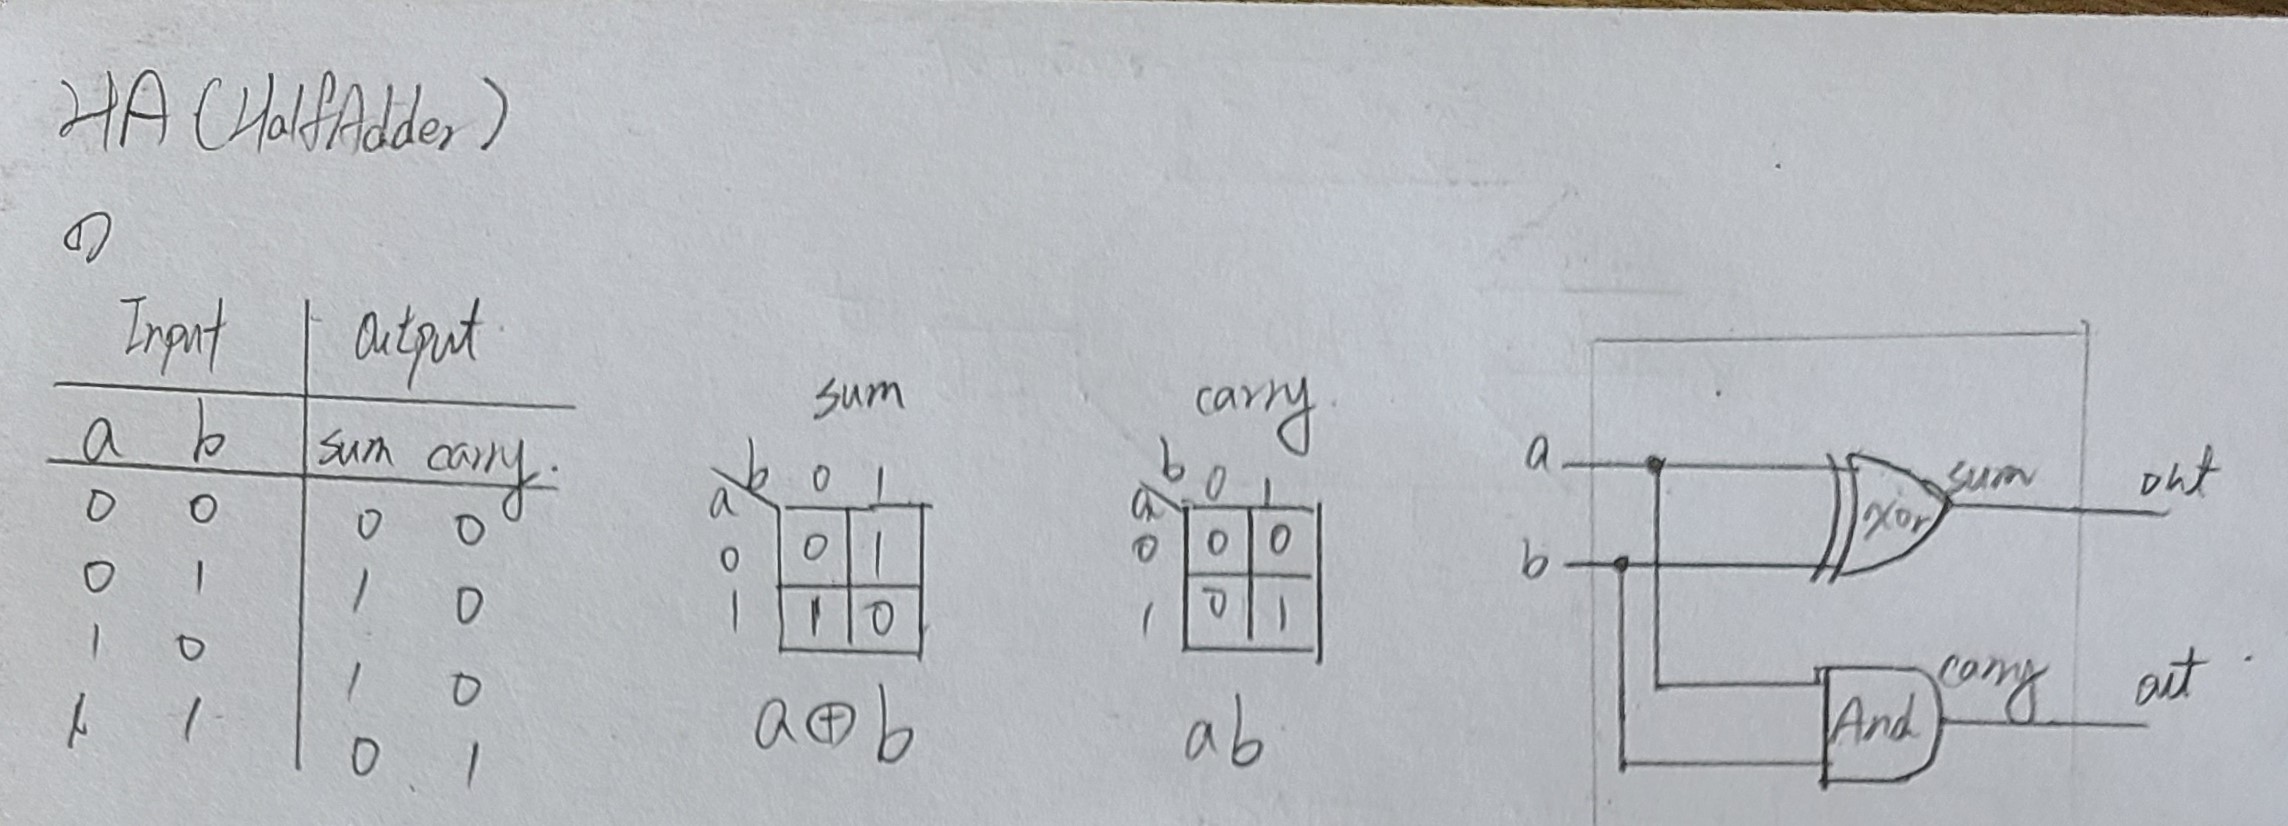 HA (HalfAdder)
Input Output
a b sum carry.
0 0 0 0
0 1 1 0
1 0 1 0
1 1 0 1
sum
b 0 1
a
0 0 1
1 1 0
a ⊕ b
carry.
b 0 1
a
0 0 0
1 0 1
ab
a
b
xor
sum
out
And
carry
out